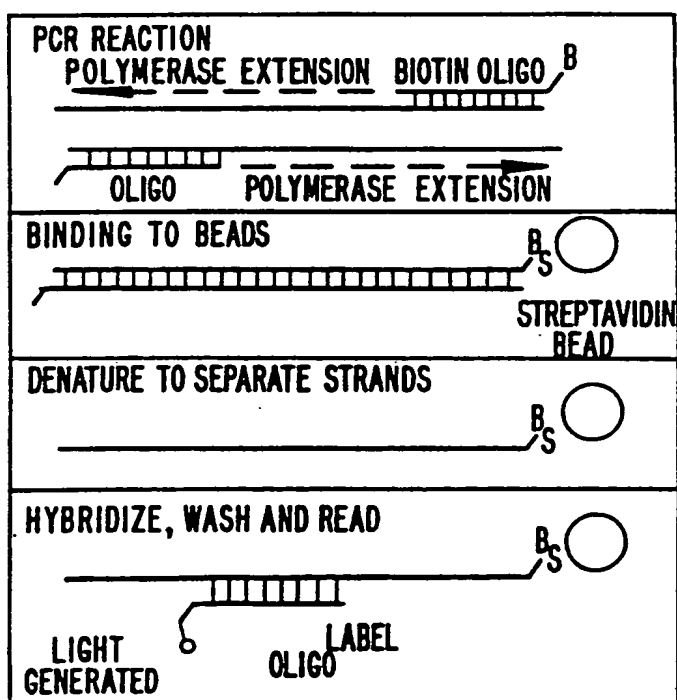 PCR REACTION
POLYMERASE EXTENSION BIOTIN OLIGO B
OLIGO POLYMERASE EXTENSION
BINDING TO BEADS
B
S
STREPTAVIDIN
BEAD
DENATURE TO SEPARATE STRANDS
B
S
HYBRIDIZE, WASH AND READ
B
S
LIGHT
GENERATED
OLIGO
LABEL